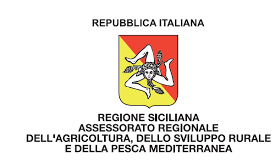 REPUBBLICA ITALIANA
REGIONE SICILIANA
ASSESSORATO REGIONALE
DELL'AGRICOLTURA, DELLO SVILUPPO RURALE
E DELLA PESCA MEDITERRANEA